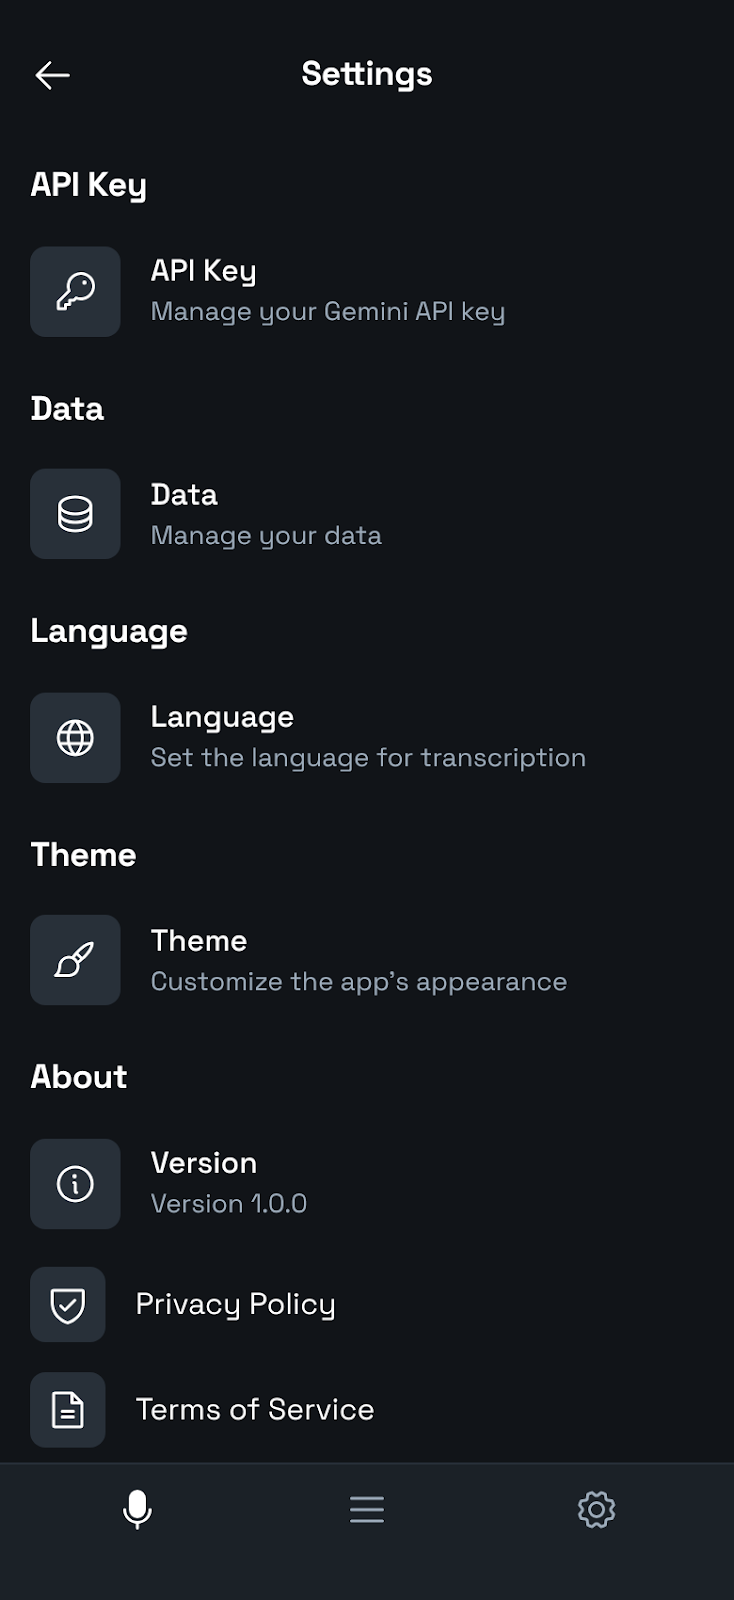 Settings
API Key
API Key
Manage your Gemini API key
Data
Data
Manage your data
Language
Language
Set the language for transcription
Theme
Theme
Customize the app's appearance
About
Version
Version 1.0.0
Privacy Policy
Terms of Service